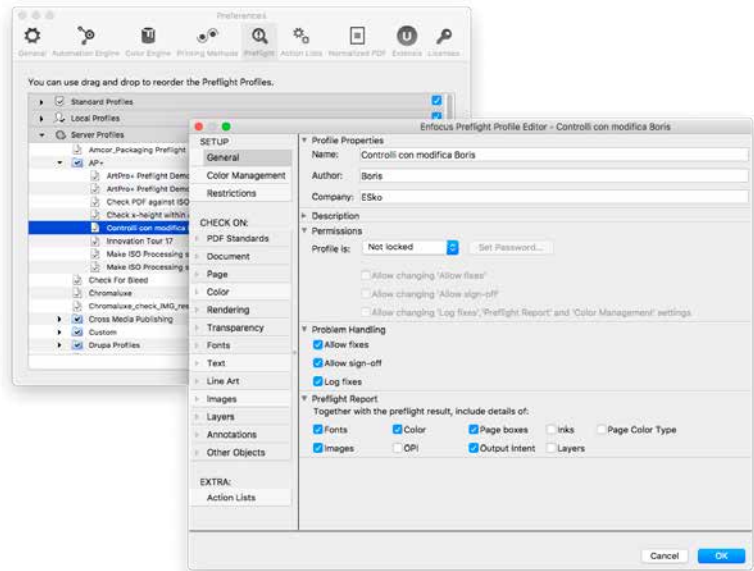 Preferences
General Automation Engine Color Engine Printing Methods Preflight Action Lists Normalized PDF Exensis Licenses
You can use drag and drop to reorder the Preflight Profiles.
Standard Profiles
Local Profiles
Server Profiles
Amcor_Packaging Preflight
AP+
ArtPro+ Preflight Demo
ArtPro+ Preflight Demo
Check PDF against ISO
Check x-height within
Controlli con modifica
Innovation Tour 17
Make ISO Processing s
Make ISO Processing s
Check For Bleed
Chromaluxe
Chromaluxe_check_IMG_res
Cross Media Publishing
Custom
Drupa Profiles
Enfocus Preflight Profile Editor - Controlli con modifica Boris
SETUP
General
Color Management
Restrictions
CHECK ON:
PDF Standards
Document
Page
Color
Rendering
Transparency
Fonts
Text
Line Art
Images
Layers
Annotations
Other Objects
EXTRA:
Action Lists
Profile Properties
Name: Controlli con modifica Boris
Author: Boris
Company: ESko
Description
Permissions
Profile is: Not locked Set Password...
Allow changing 'Allow fixes'
Allow changing 'Allow sign-off'
Allow changing 'Log fixes', 'Preflight Report' and 'Color Management' settings
Problem Handling
Allow fixes
Allow sign-off
Log fixes
Preflight Report
Together with the preflight result, include details of:
Fonts Color Page boxes Inks Page Color Type
Images OPI Output Intent Layers
Cancel OK